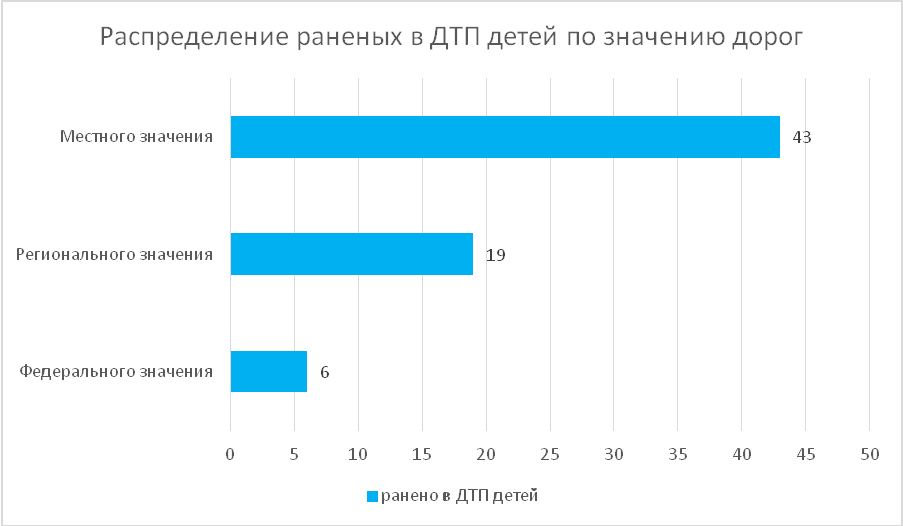 Распределение раненых в ДТП детей по значению дорог
Местного значения
43
Регионального значения
19
Федерального значения
6
0 5 10 15 20 25 30 35 40 45 50
ранено в ДТП детей